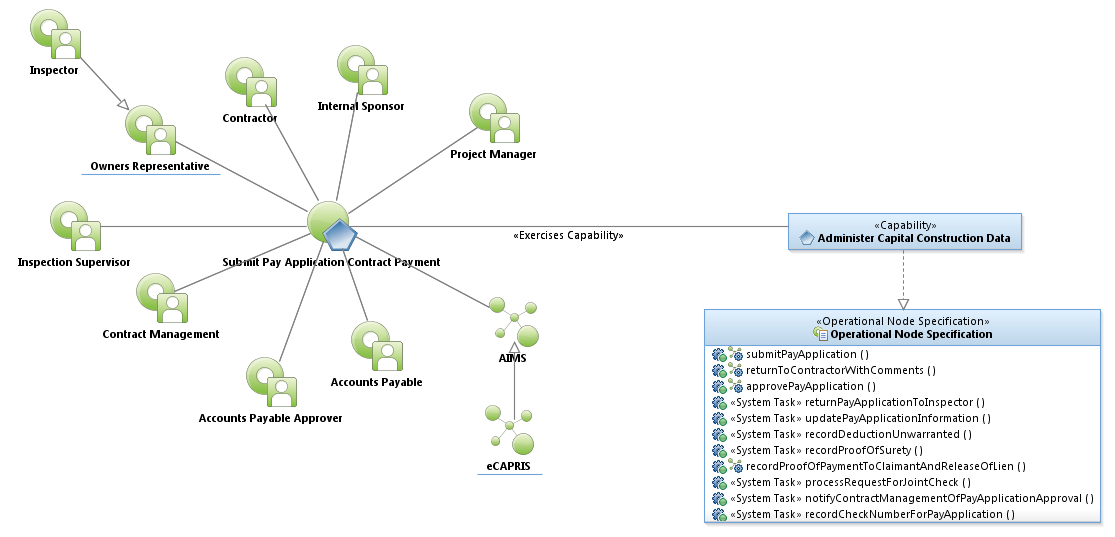 Inspector
Contractor
Internal Sponsor
Project Manager
Owners Representative
Inspection Supervisor
Submit Pay Application Contract Payment
«Exercises Capability»
«Capability»
Administer Capital Construction Data
Contract Management
Accounts Payable
Accounts Payable Approver
AIMS
eCAPRIS
«Operational Node Specification»
Operational Node Specification
submitPayApplication ( )
returnToContractorWithComments ( )
approvePayApplication ( )
«System Task» returnPayApplicationToInspector ( )
«System Task» updatePayApplicationInformation ( )
«System Task» recordDeductionUnwarranted ( )
«System Task» recordProofOfSurety ( )
recordProofOfPaymentToClaimantAndReleaseOfLien ( )
«System Task» processRequestForJointCheck ( )
«System Task» notifyContractManagementOfPayApplicationApproval ( )
«System Task» recordCheckNumberForPayApplication ( )